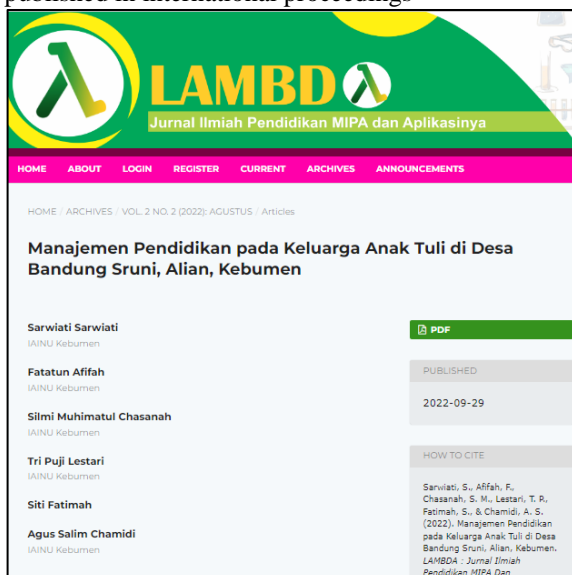 published in international proceedings
LAMBD
Jurnal Ilmiah Pendidikan MIPA dan Aplikasinya
HOME ABOUT LOGIN REGISTER CURRENT ARCHIVES ANNOUNCEMENTS
HOME / ARCHIVES / VOL. 2 NO. 2 (2022): AGUSTUS / Articles
Manajemen Pendidikan pada Keluarga Anak Tuli di Desa
Bandung Sruni, Alian, Kebumen
Sarwiati Sarwiati
IAINU Kebumen
Fatatun Afifah
IAINU Kebumen
Silmi Muhimatul Chasanah
IAINU Kebumen
Tri Puji Lestari
IAINU Kebumen
Siti Fatimah
Agus Salim Chamidi
IAINU Kebumen
PDF
PUBLISHED
2022-09-29
HOW TO CITE
Sarwiati, S., Afifah, F.,
Chasanah, S. M., Lestari, T. P.,
Fatimah, S., & Chamidi, A. S.
(2022). Manajemen Pendidikan
pada Keluarga Anak Tuli di Desa
Bandung Sruni, Alian, Kebumen.
LAMBDA : Jurnal Ilmiah
Pendidikan MIPA Dan